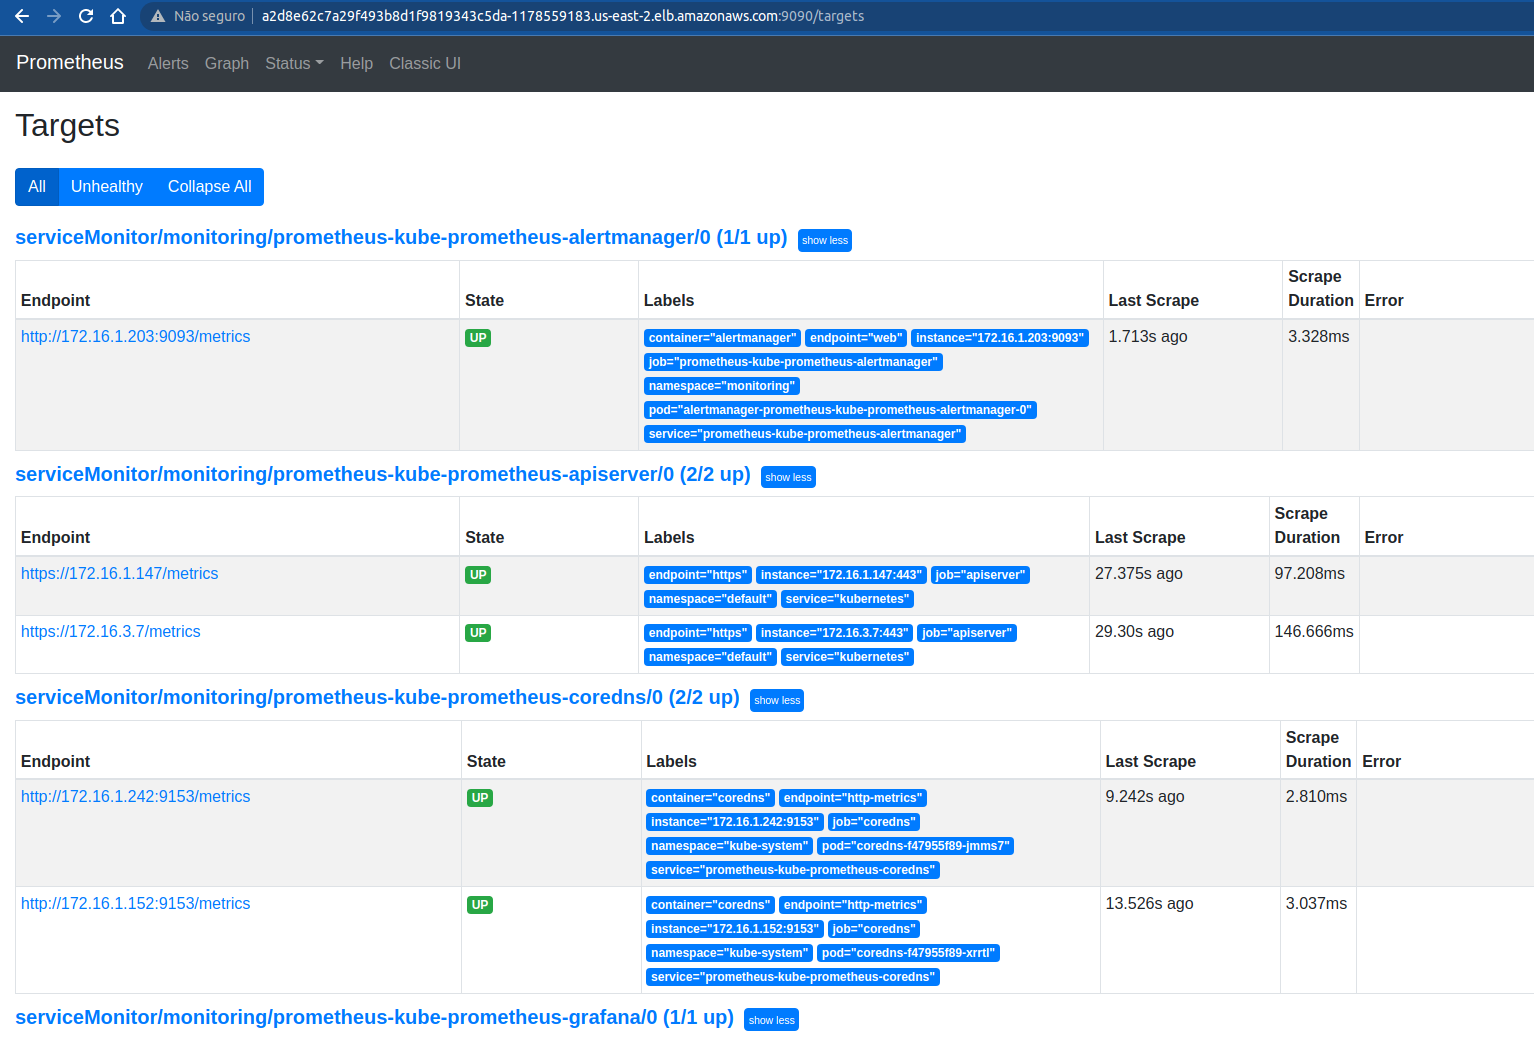 Não seguro a2d8e62c7a29f493b8d1f9819343c5da-1178559183.us-east-2.elb.amazonaws.com:9090/targets
Prometheus Alerts Graph Status Help Classic UI
Targets
All Unhealthy Collapse All
serviceMonitor/monitoring/prometheus-kube-prometheus-alertmanager/0 (1/1 up) show less
Endpoint State Labels Last Scrape Scrape Duration Error
http://172.16.1.203:9093/metrics UP container="alertmanager" endpoint="web" instance="172.16.1.203:9093" 1.713s ago 3.328ms
job="prometheus-kube-prometheus-alertmanager"
namespace="monitoring"
pod="alertmanager-prometheus-kube-prometheus-alertmanager-0"
service="prometheus-kube-prometheus-alertmanager"
serviceMonitor/monitoring/prometheus-kube-prometheus-apiserver/0 (2/2 up) show less
Endpoint State Labels Last Scrape Scrape Duration Error
https://172.16.1.147/metrics UP endpoint="https" instance="172.16.1.147:443" job="apiserver" 27.375s ago 97.208ms
namespace="default" service="kubernetes"
https://172.16.3.7/metrics UP endpoint="https" instance="172.16.3.7:443" job="apiserver" 29.30s ago 146.666ms
namespace="default" service="kubernetes"
serviceMonitor/monitoring/prometheus-kube-prometheus-coredns/0 (2/2 up) show less
Endpoint State Labels Last Scrape Scrape Duration Error
http://172.16.1.242:9153/metrics UP container="coredns" endpoint="http-metrics" 9.242s ago 2.810ms
instance="172.16.1.242:9153" job="coredns"
namespace="kube-system" pod="coredns-f47955f89-jmms7"
service="prometheus-kube-prometheus-coredns"
http://172.16.1.152:9153/metrics UP container="coredns" endpoint="http-metrics" 13.526s ago 3.037ms
instance="172.16.1.152:9153" job="coredns"
namespace="kube-system" pod="coredns-f47955f89-xrrtl"
service="prometheus-kube-prometheus-coredns"
serviceMonitor/monitoring/prometheus-kube-prometheus-grafana/0 (1/1 up) show less